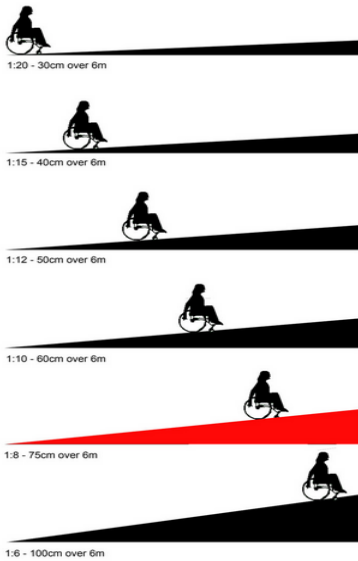 1:20 - 30cm over 6m
1:15 - 40cm over 6m
1:12 - 50cm over 6m
1:10 - 60cm over 6m
1:8 - 75cm over 6m
1:6 - 100cm over 6m